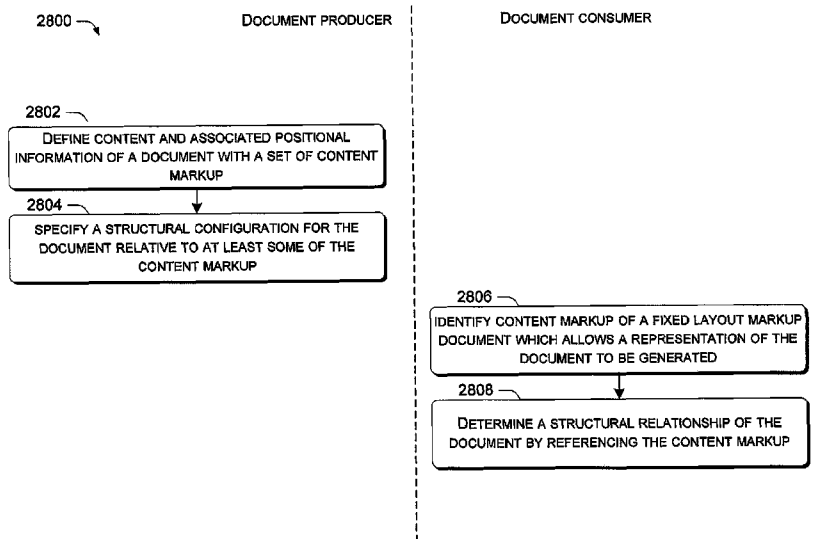 2800
DOCUMENT PRODUCER
DOCUMENT CONSUMER
2802
DEFINE CONTENT AND ASSOCIATED POSITIONAL
INFORMATION OF A DOCUMENT WITH A SET OF CONTENT
MARKUP
2804
SPECIFY A STRUCTURAL CONFIGURATION FOR THE
DOCUMENT RELATIVE TO AT LEAST SOME OF THE
CONTENT MARKUP
2806
IDENTIFY CONTENT MARKUP OF A FIXED LAYOUT MARKUP
DOCUMENT WHICH ALLOWS A REPRESENTATION OF THE
DOCUMENT TO BE GENERATED
2808
DETERMINE A STRUCTURAL RELATIONSHIP OF THE
DOCUMENT BY REFERENCING THE CONTENT MARKUP